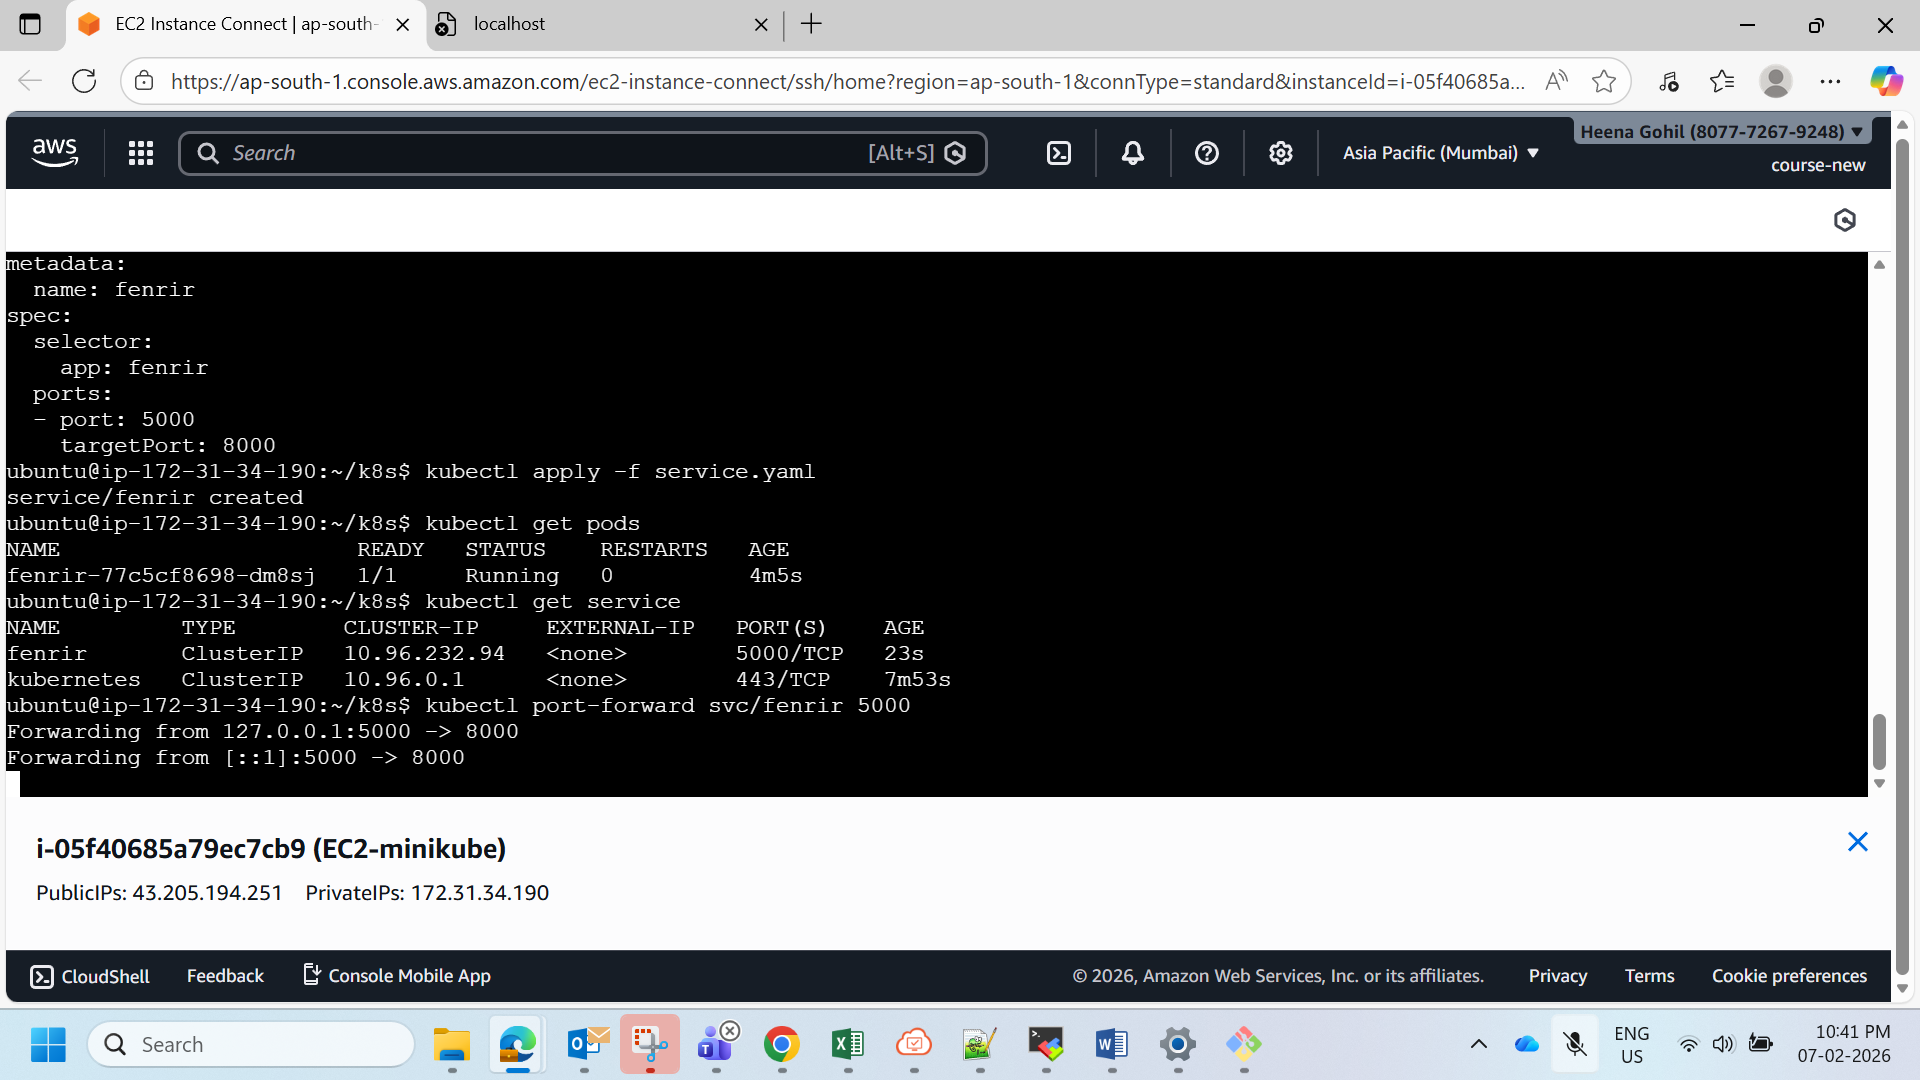 EC2 Instance Connect | ap-south-
localhost
https://ap-south-1.console.aws.amazon.com/ec2-instance-connect/ssh/home?region=ap-south-1&connType=standard&instanceId=i-05f40685a...
aws
Search
[Alt+S]
Asia Pacific (Mumbai)
Heena Gohil (8077-7267-9248)
course-new
metadata:
  name: fenrir
spec:
  selector:
    app: fenrir
  ports:
  - port: 5000
    targetPort: 8000
ubuntu@ip-172-31-34-190:~/k8s$ kubectl apply -f service.yaml
service/fenrir created
ubuntu@ip-172-31-34-190:~/k8s$ kubectl get pods
NAME                      READY   STATUS    RESTARTS   AGE
fenrir-77c5cf8698-dm8sj   1/1     Running   0          4m5s
ubuntu@ip-172-31-34-190:~/k8s$ kubectl get service
NAME         TYPE        CLUSTER-IP     EXTERNAL-IP   PORT(S)    AGE
fenrir       ClusterIP   10.96.232.94   <none>        5000/TCP   23s
kubernetes   ClusterIP   10.96.0.1      <none>        443/TCP    7m53s
ubuntu@ip-172-31-34-190:~/k8s$ kubectl port-forward svc/fenrir 5000
Forwarding from 127.0.0.1:5000 -> 8000
Forwarding from [::1]:5000 -> 8000
i-05f40685a79ec7cb9 (EC2-minikube)
PublicIPs: 43.205.194.251 PrivateIPs: 172.31.34.190
CloudShell Feedback Console Mobile App © 2026, Amazon Web Services, Inc. or its affiliates. Privacy Terms Cookie preferences
Search
ENG
US
10:41 PM
07-02-2026